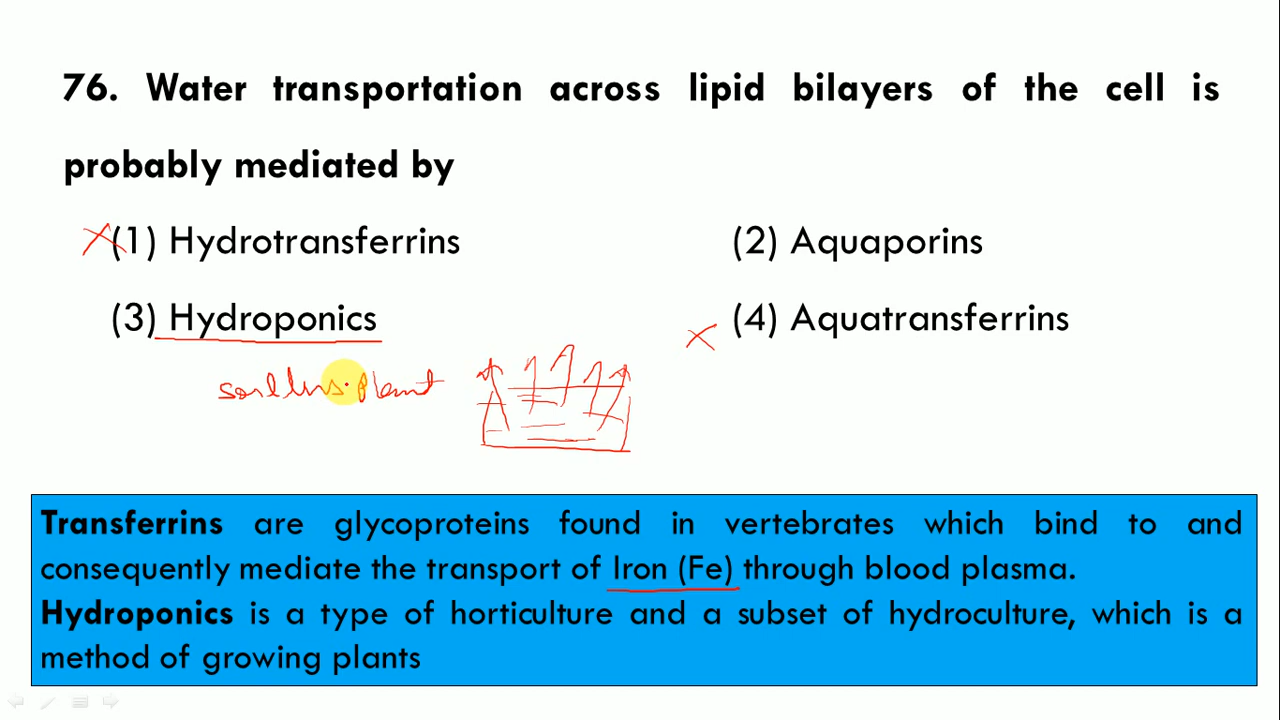 76. Water transportation across lipid bilayers of the cell is
probably mediated by
(1) Hydrotransferrins
(2) Aquaporins
(3) Hydroponics
(4) Aquatransferrins
Plant
Transferrins are glycoproteins found in vertebrates which bind to and
consequently mediate the transport of Iron (Fe) through blood plasma.
Hydroponics is a type of horticulture and a subset of hydroculture, which is a
method of growing plants